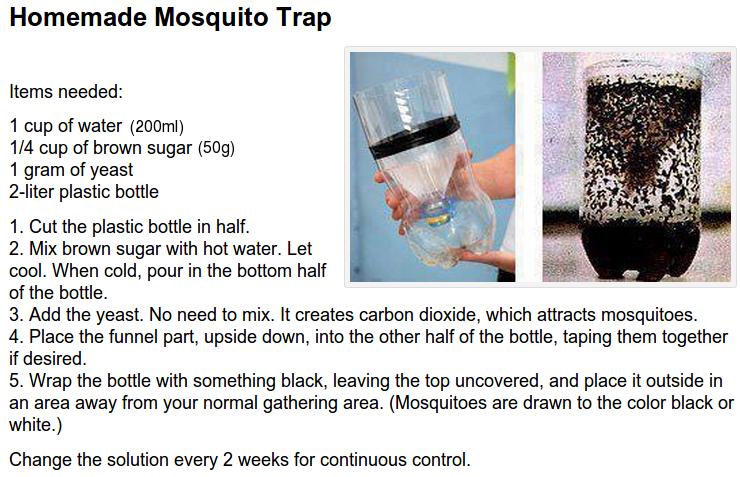 Homemade Mosquito Trap
Items needed:
1 cup of water (200ml)
1/4 cup of brown sugar (50g)
1 gram of yeast
2-liter plastic bottle
1. Cut the plastic bottle in half.
2. Mix brown sugar with hot water. Let
cool. When cold, pour in the bottom half
of the bottle.
3. Add the yeast. No need to mix. It creates carbon dioxide, which attracts mosquitoes.
4. Place the funnel part, upside down, into the other half of the bottle, taping them together
if desired.
5. Wrap the bottle with something black, leaving the top uncovered, and place it outside in
an area away from your normal gathering area. (Mosquitoes are drawn to the color black or
white.)
Change the solution every 2 weeks for continuous control.